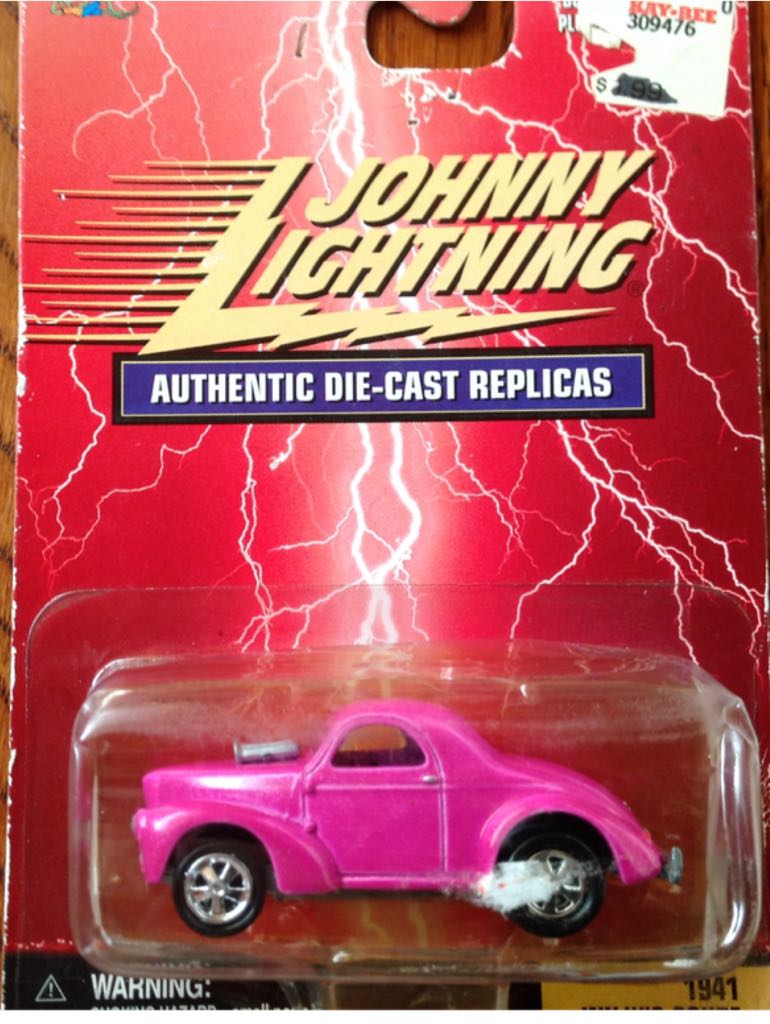 KAY-BEE
309476
JOHNNY
LIGHTNING®
AUTHENTIC DIE-CAST REPLICAS
WARNING:
1941